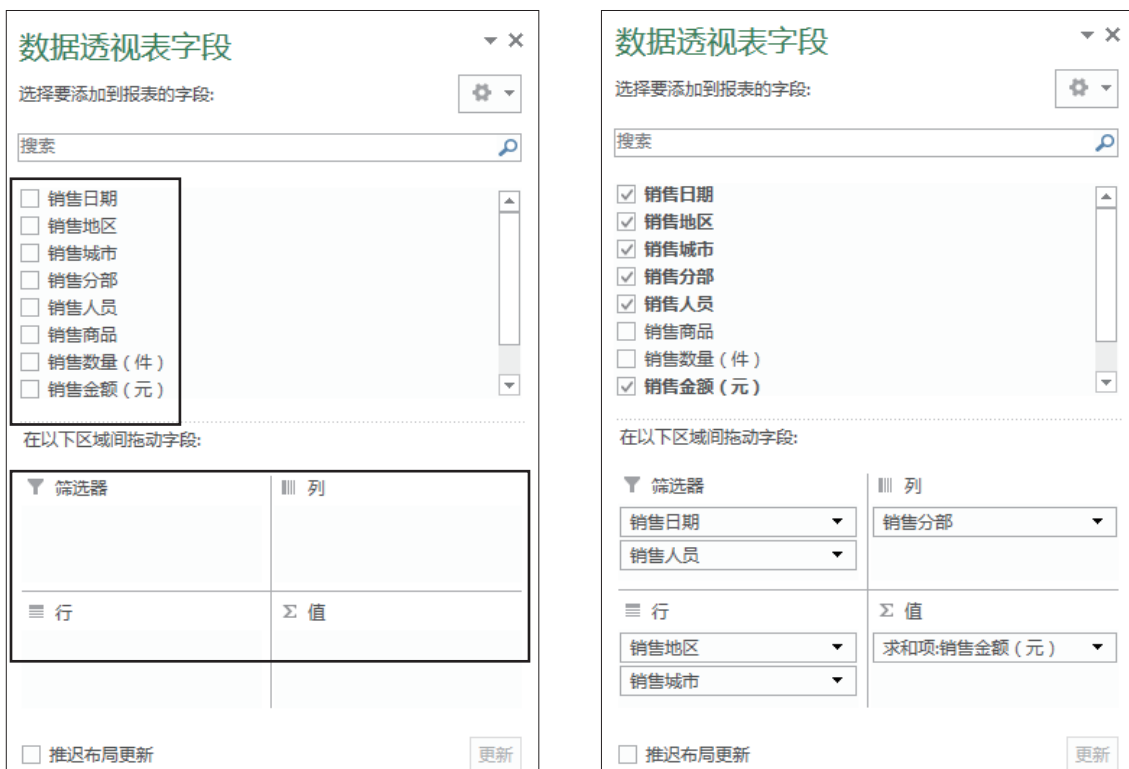 数据透视表字段
选择要添加到报表的字段:
搜索
销售日期
销售地区
销售城市
销售分部
销售人员
销售商品
销售数量（件）
销售金额（元）
在以下区域间拖动字段:
筛选器
列
行
Σ 值
推迟布局更新
更新
数据透视表字段
选择要添加到报表的字段:
搜索
销售日期
销售地区
销售城市
销售分部
销售人员
销售商品
销售数量（件）
销售金额（元）
在以下区域间拖动字段:
筛选器
列
销售日期
销售分部
销售人员
行
Σ 值
销售地区
求和项:销售金额（元）
销售城市
推迟布局更新
更新